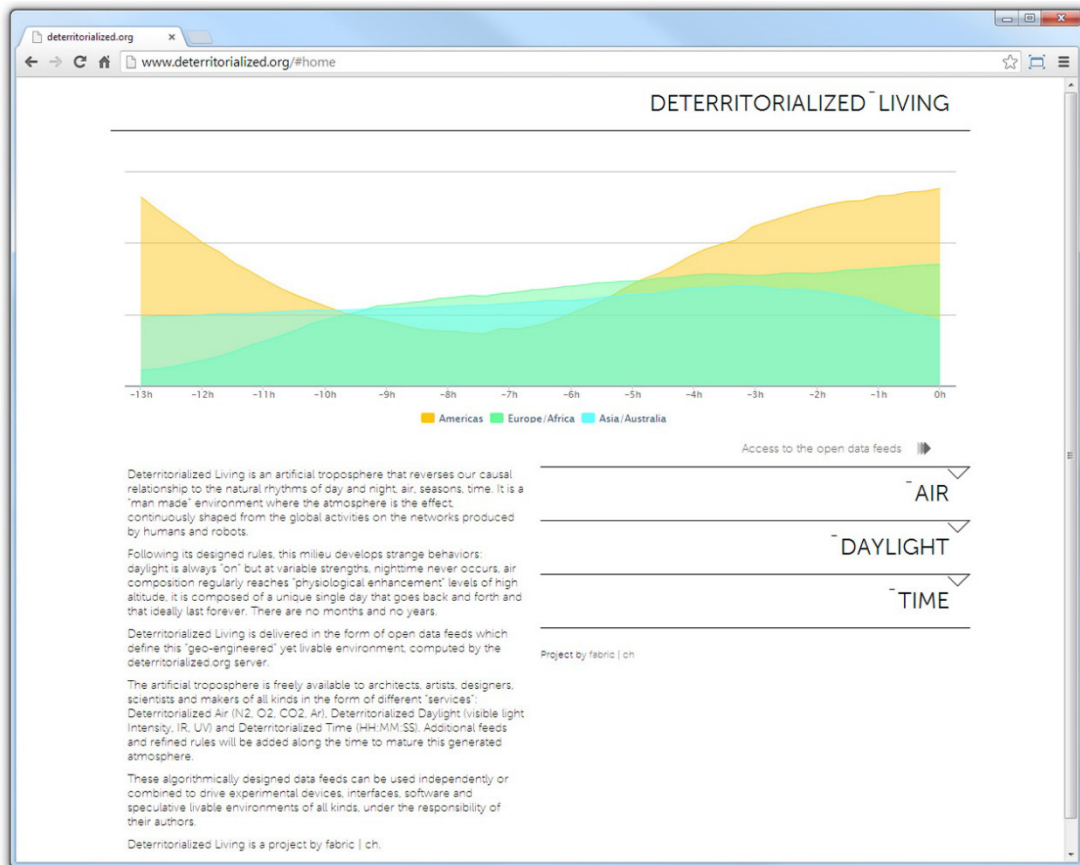 deterritorialized.org
www.deterritorialized.org/#home
DETERRITORIALIZED¯LIVING
-13h -12h -11h -10h -9h -8h -7h -6h -5h -4h -3h -2h -1h 0h
Americas Europe/Africa Asia/Australia
Access to the open data feeds
Deterritorialized Living is an artificial troposphere that reverses our causal
relationship to the natural rhythms of day and night, air, seasons, time. It is a
"man made" environment where the atmosphere is the effect,
continuously shaped from the global activities on the networks produced
by humans and robots.
Following its designed rules, this milieu develops strange behaviors:
daylight is always "on" but at variable strengths, nighttime never occurs, air
composition regularly reaches "physiological enhancement" levels of high
altitude, it is composed of a unique single day that goes back and forth and
that ideally last forever. There are no months and no years.
Deterritorialized Living is delivered in the form of open data feeds which
define this "geo-engineered" yet livable environment, computed by the
deterritorialized.org server.
The artificial troposphere is freely available to architects, artists, designers,
scientists and makers of all kinds in the form of different "services":
Deterritorialized Air (N2, O2, CO2, Ar), Deterritorialized Daylight (visible light
Intensity, IR, UV) and Deterritorialized Time (HH:MM:SS). Additional feeds
and refined rules will be added along the time to mature this generated
atmosphere.
These algorithmically designed data feeds can be used independently or
combined to drive experimental devices, interfaces, software and
speculative livable environments of all kinds, under the responsibility of
their authors.
Deterritorialized Living is a project by fabric | ch.
¯AIR
¯DAYLIGHT
¯TIME
Project by fabric | ch